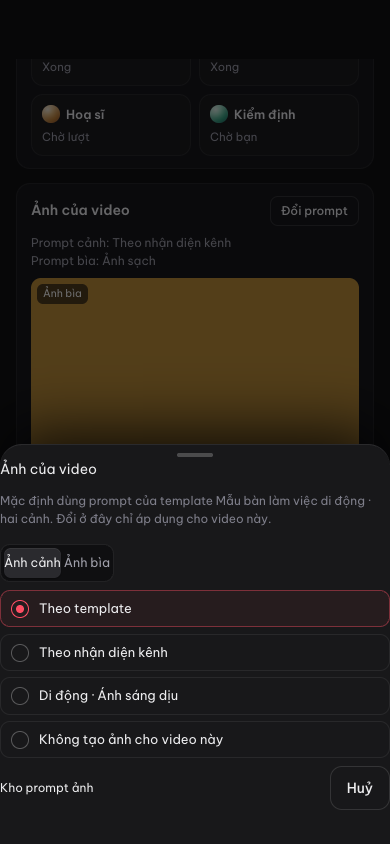 Xong
Xong
Hoạ sĩ
Kiểm định
Chờ lượt
Chờ bạn
Ảnh của video
Đổi prompt
Prompt cảnh: Theo nhận diện kênh
Prompt bìa: Ảnh sạch
Ảnh bìa
Ảnh của video
Mặc định dùng prompt của template Mẫu bàn làm việc di động ·
hai cảnh. Đổi ở đây chỉ áp dụng cho video này.
Ảnh cảnh
Ảnh bìa
Theo template
Theo nhận diện kênh
Di động · Ánh sáng dịu
Không tạo ảnh cho video này
Kho prompt ảnh
Huỷ